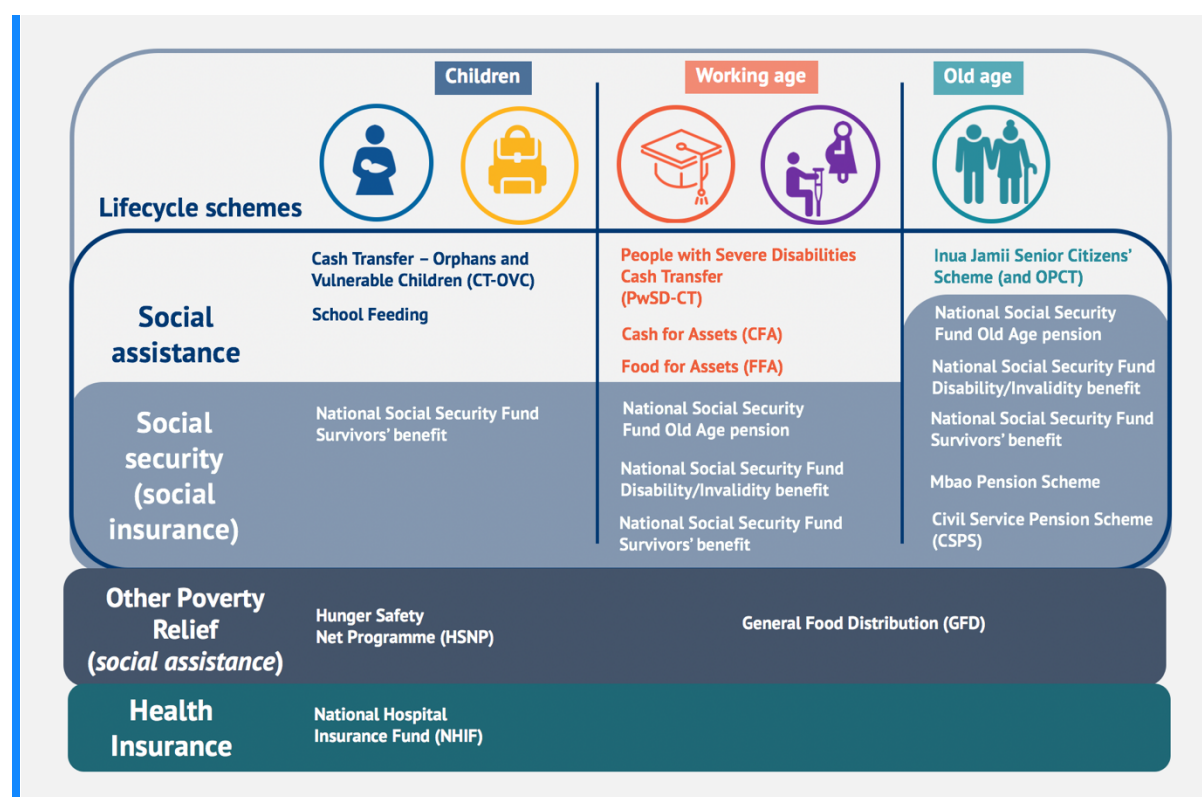 Children
Working age
Old age
Lifecycle schemes
Social
assistance
Cash Transfer – Orphans and
Vulnerable Children (CT-OVC)
School Feeding
People with Severe Disabilities
Cash Transfer
(PwSD-CT)
Cash for Assets (CFA)
Food for Assets (FFA)
Inua Jamii Senior Citizens’
Scheme (and OPCT)
Social
security
(social
insurance)
National Social Security Fund
Survivors’ benefit
National Social Security
Fund Old Age pension
National Social Security Fund
Disability/Invalidity benefit
National Social Security Fund
Survivors’ benefit
National Social Security
Fund Old Age pension
National Social Security Fund
Disability/Invalidity benefit
National Social Security Fund
Survivors’ benefit
Mbao Pension Scheme
Civil Service Pension Scheme
(CSPS)
Other Poverty
Relief
(social assistance)
Hunger Safety
Net Programme (HSNP)
General Food Distribution (GFD)
Health
Insurance
National Hospital
Insurance Fund (NHIF)